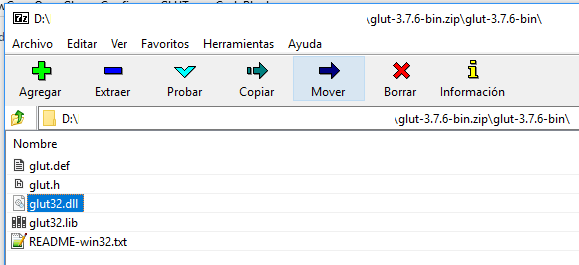 D:\ \glut-3.7.6-bin.zip\glut-3.7.6-bin\
Archivo Editar Ver Favoritos Herramientas Ayuda
Agregar Extraer Probar Copiar Mover Borrar Información
D:\ \glut-3.7.6-bin.zip\glut-3.7.6-bin\
Nombre
glut.def
glut.h
glut32.dll
glut32.lib
README-win32.txt